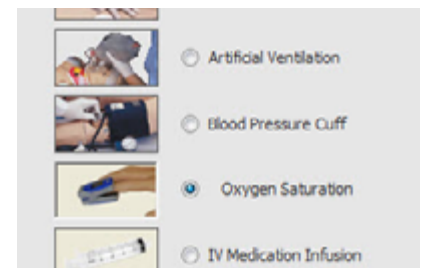 Artificial Ventilation
Blood Pressure Cuff
Oxygen Saturation
IV Medication Infusion